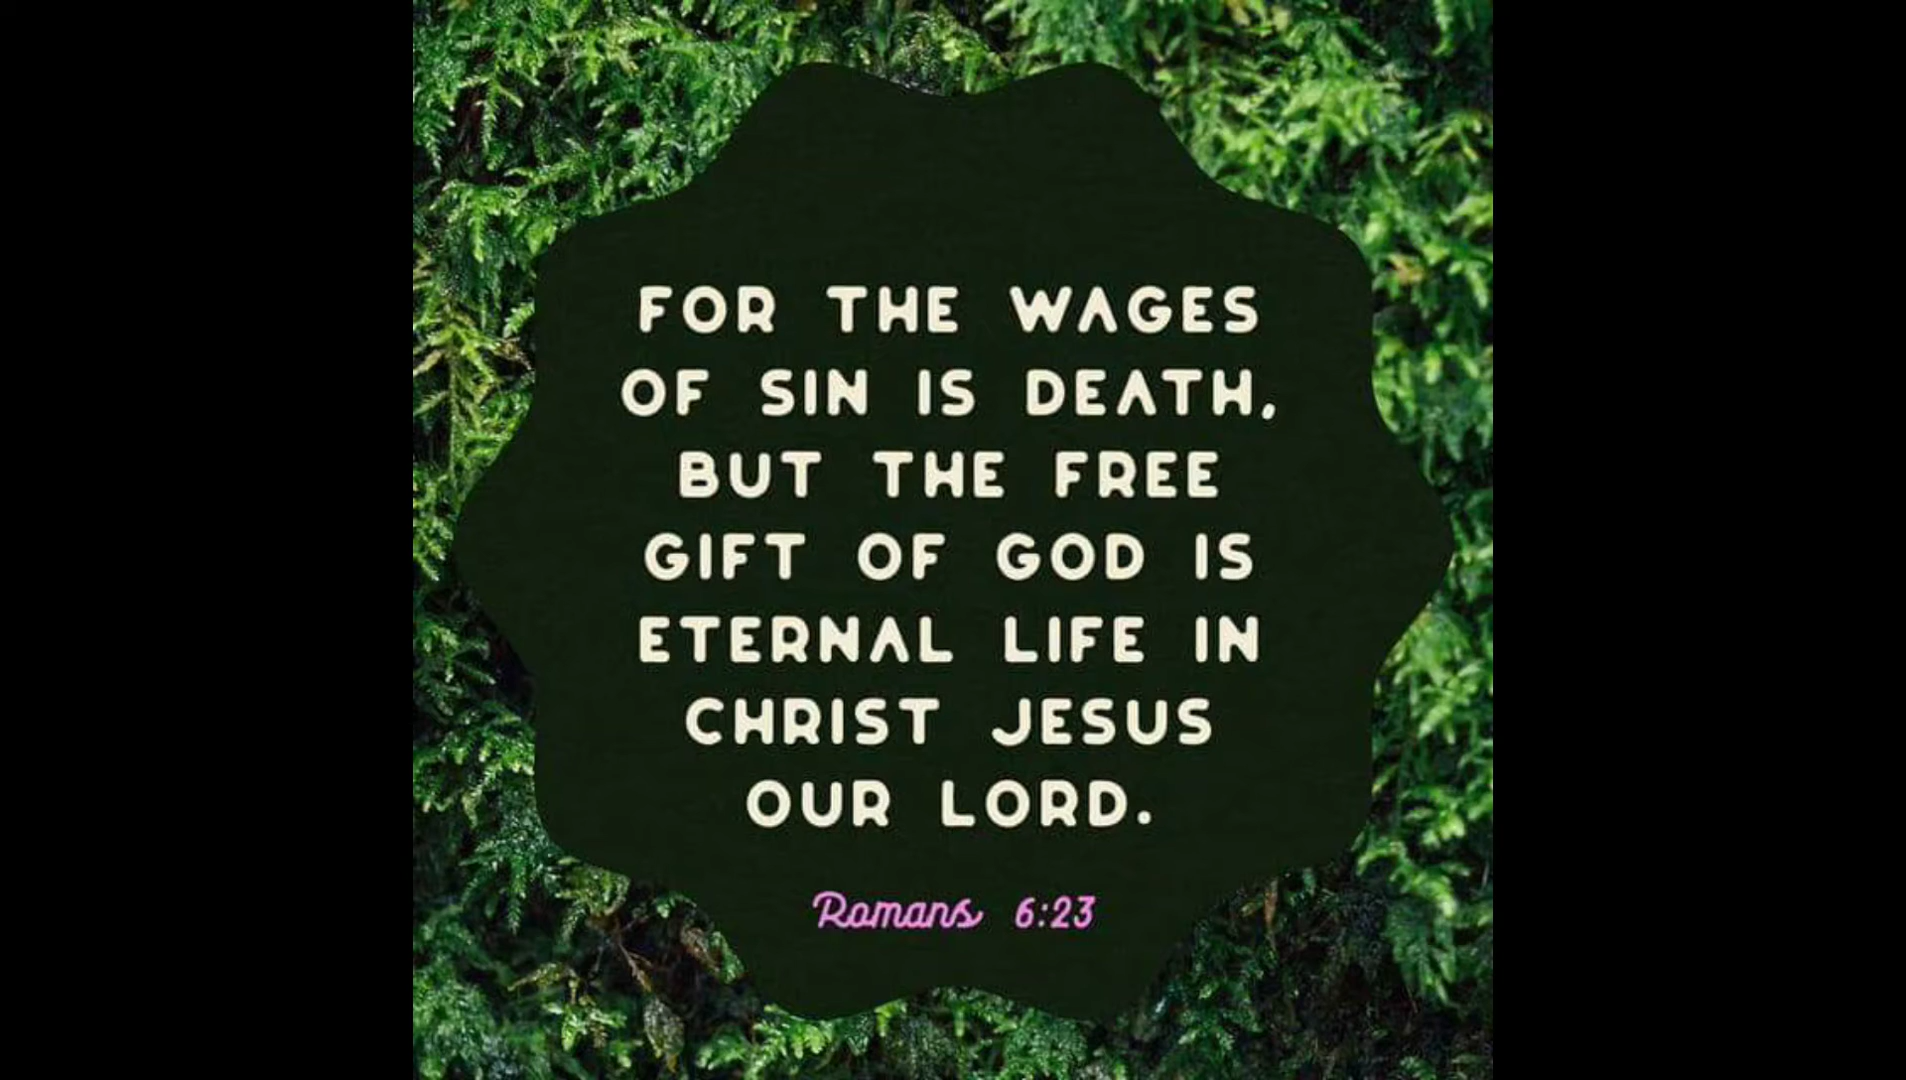 FOR THE WAGES
OF SIN IS DEATH,
BUT THE FREE
GIFT OF GOD IS
ETERNAL LIFE IN
CHRIST JESUS
OUR LORD.
Romans 6:23